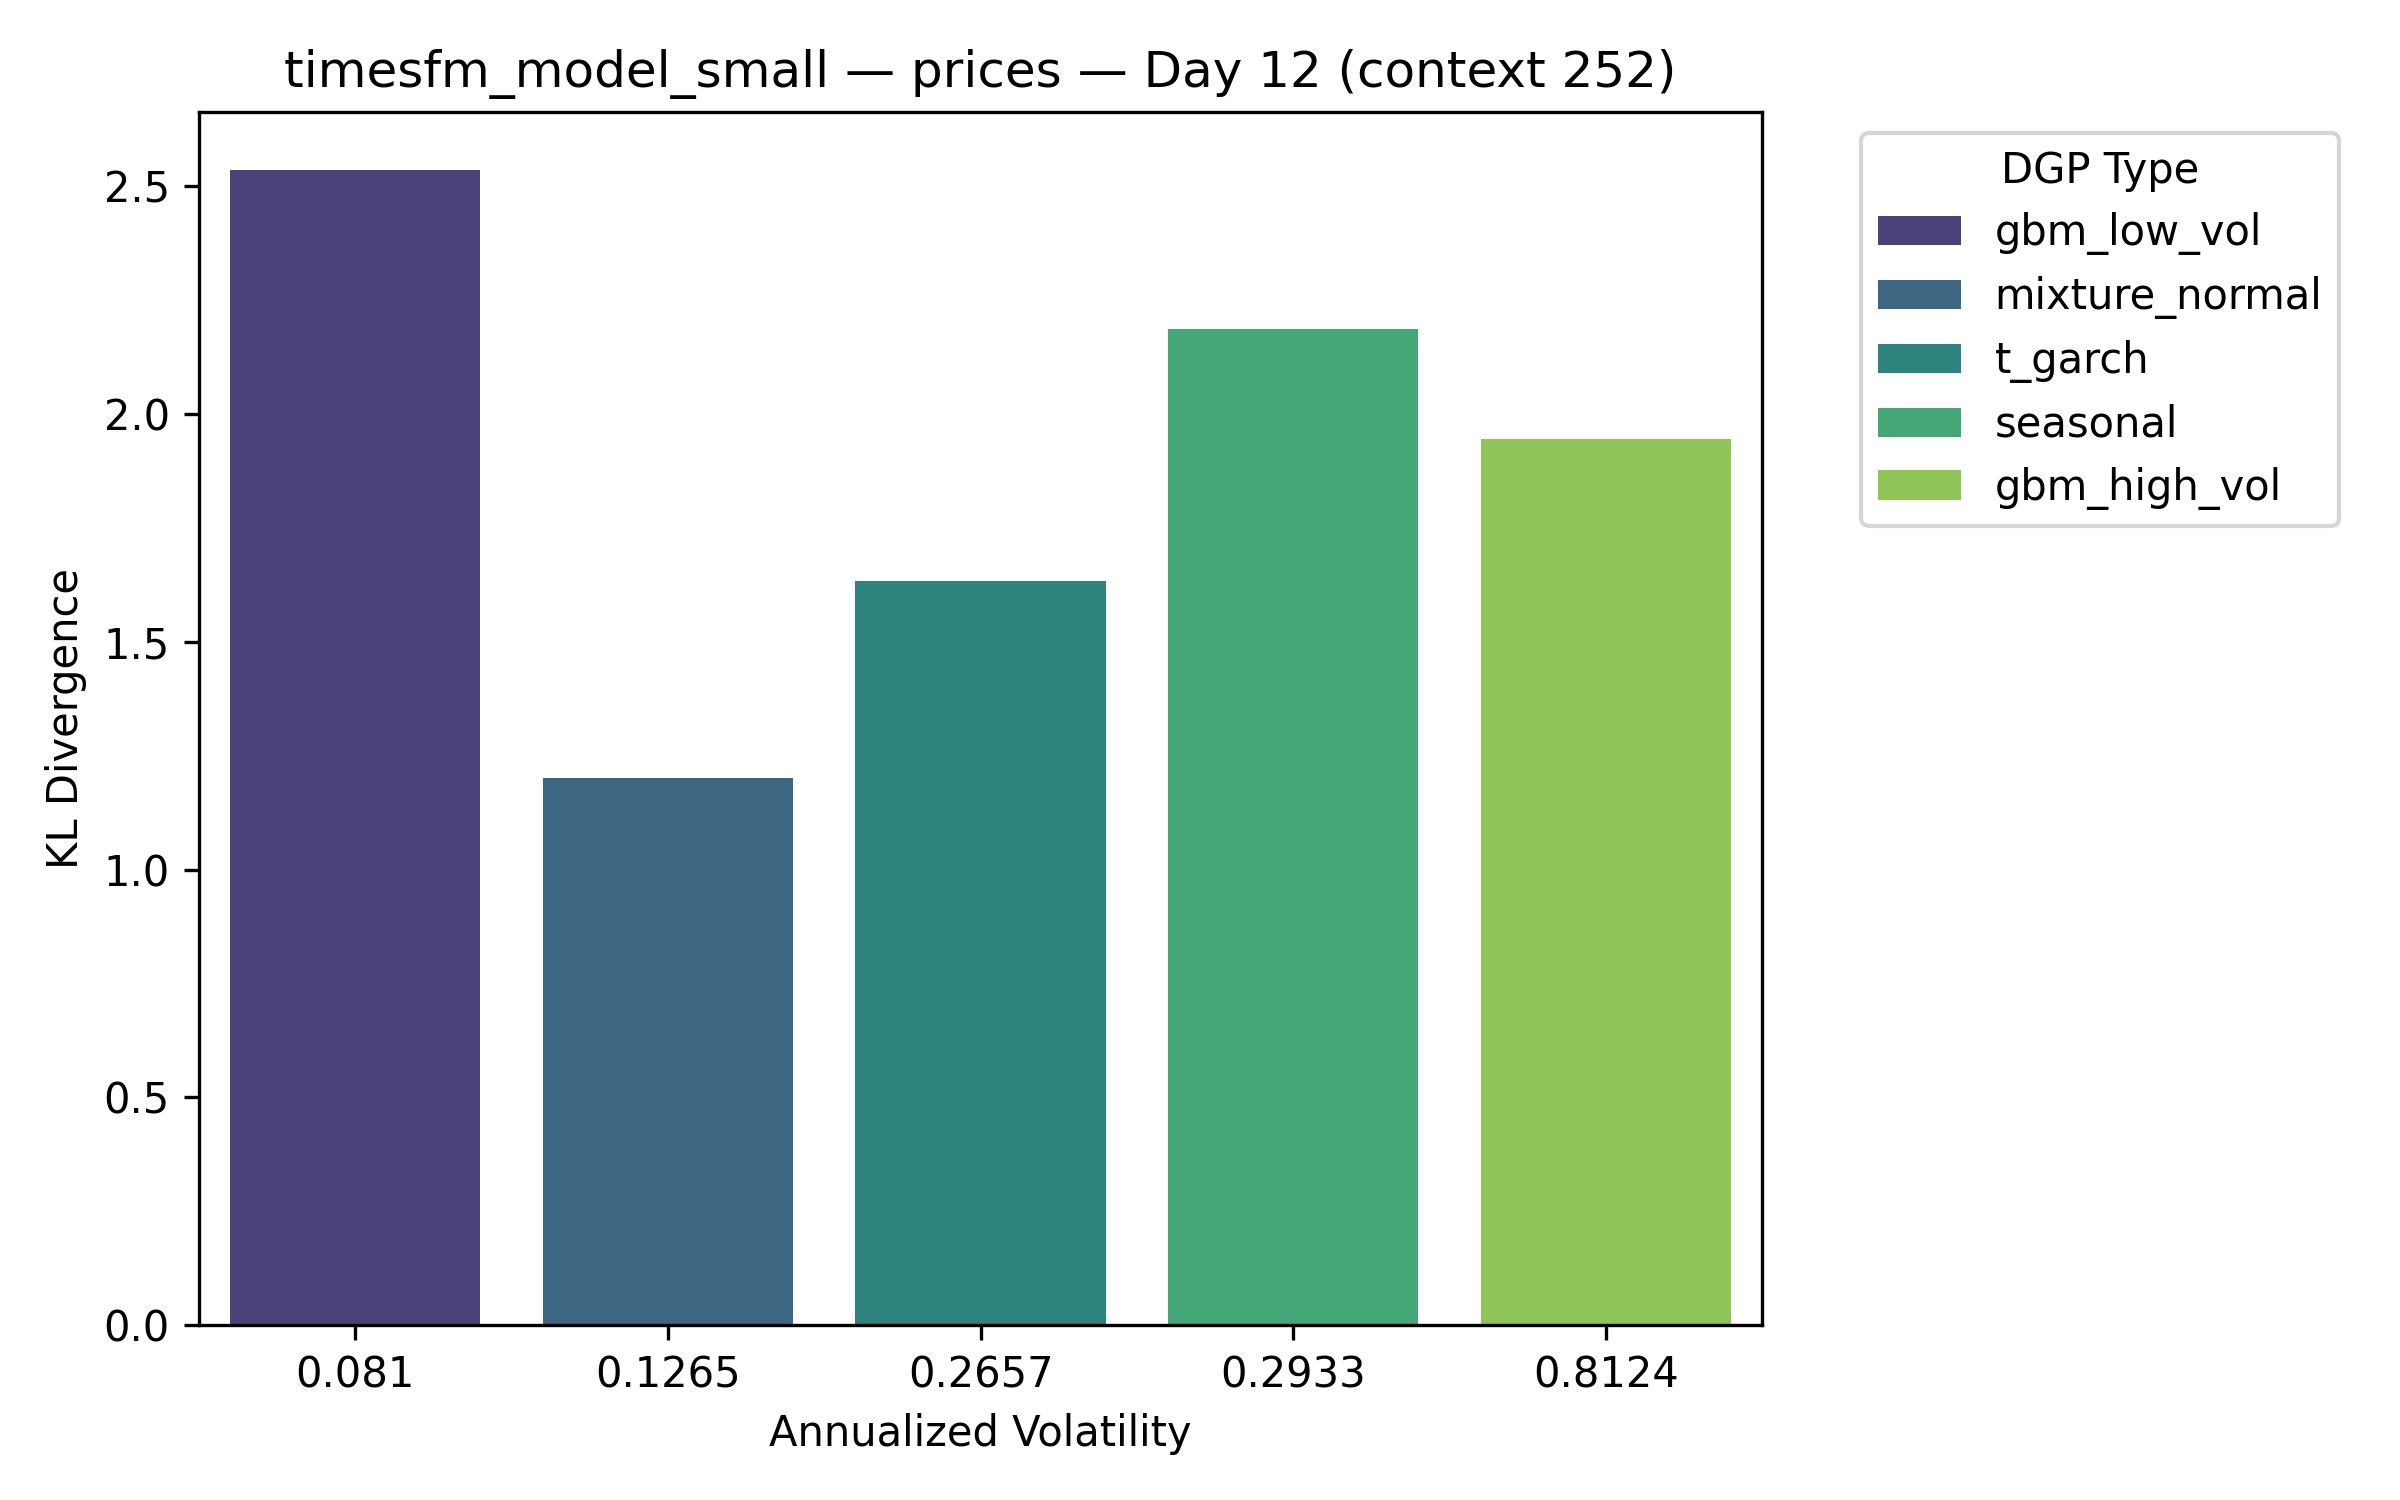 timesfm_model_small — prices — Day 12 (context 252)
KL Divergence
2.5
2.0
1.5
1.0
0.5
0.0
0.081 0.1265 0.2657 0.2933 0.8124
Annualized Volatility
DGP Type
gbm_low_vol
mixture_normal
t_garch
seasonal
gbm_high_vol